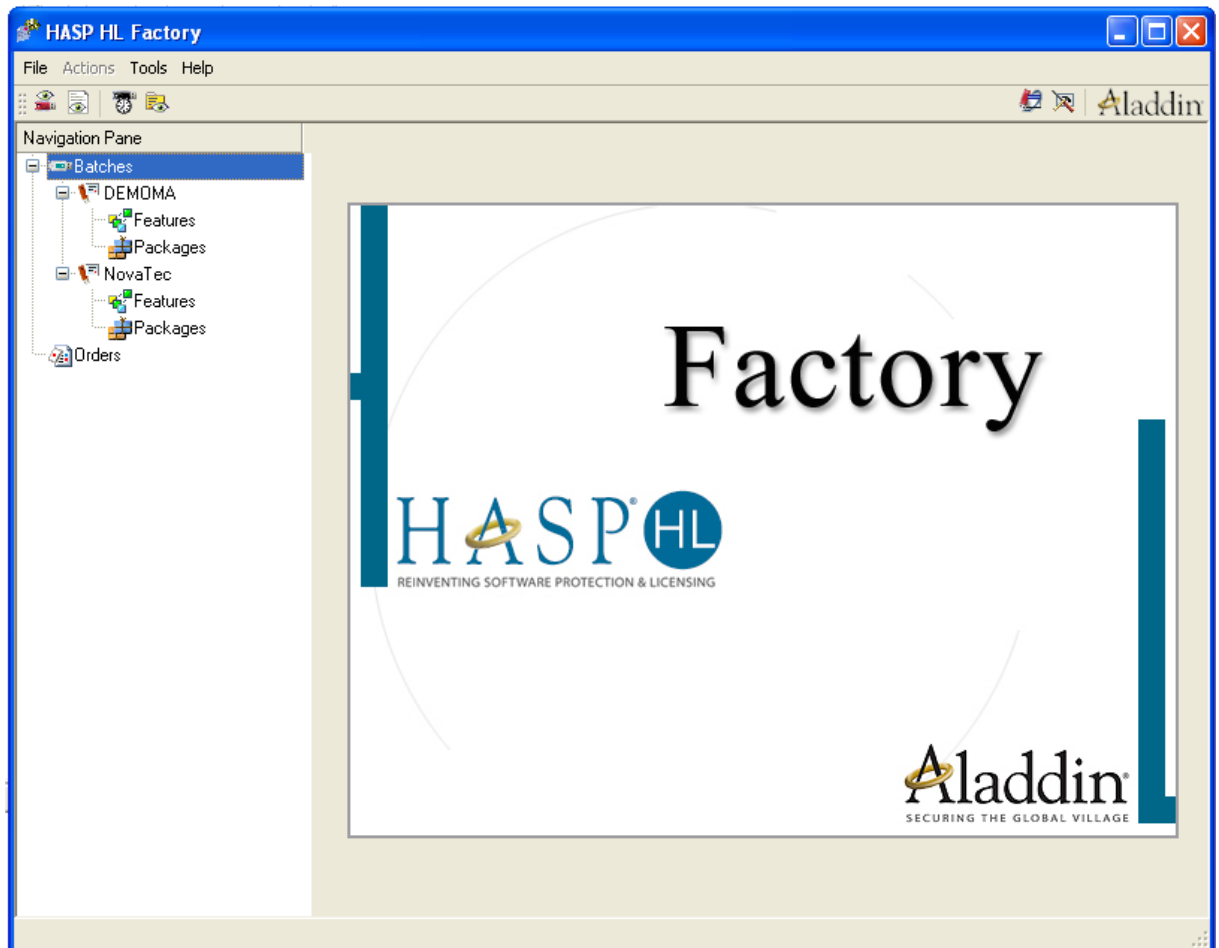 HASP HL Factory
File Actions Tools Help
Aladdin
Navigation Pane
Batches
DEMOMA
Features
Packages
NovaTec
Features
Packages
Orders
Factory
HASP® HL
REINVENTING SOFTWARE PROTECTION & LICENSING
Aladdin®
SECURING THE GLOBAL VILLAGE